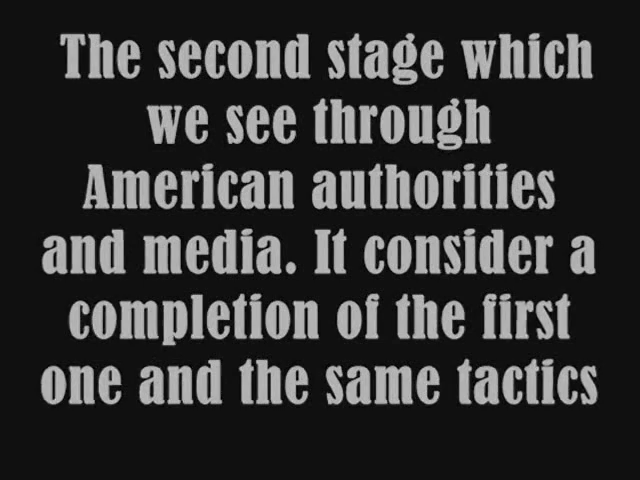 The second stage which
we see through
American authorities
and media. It consider a
completion of the first
one and the same tactics